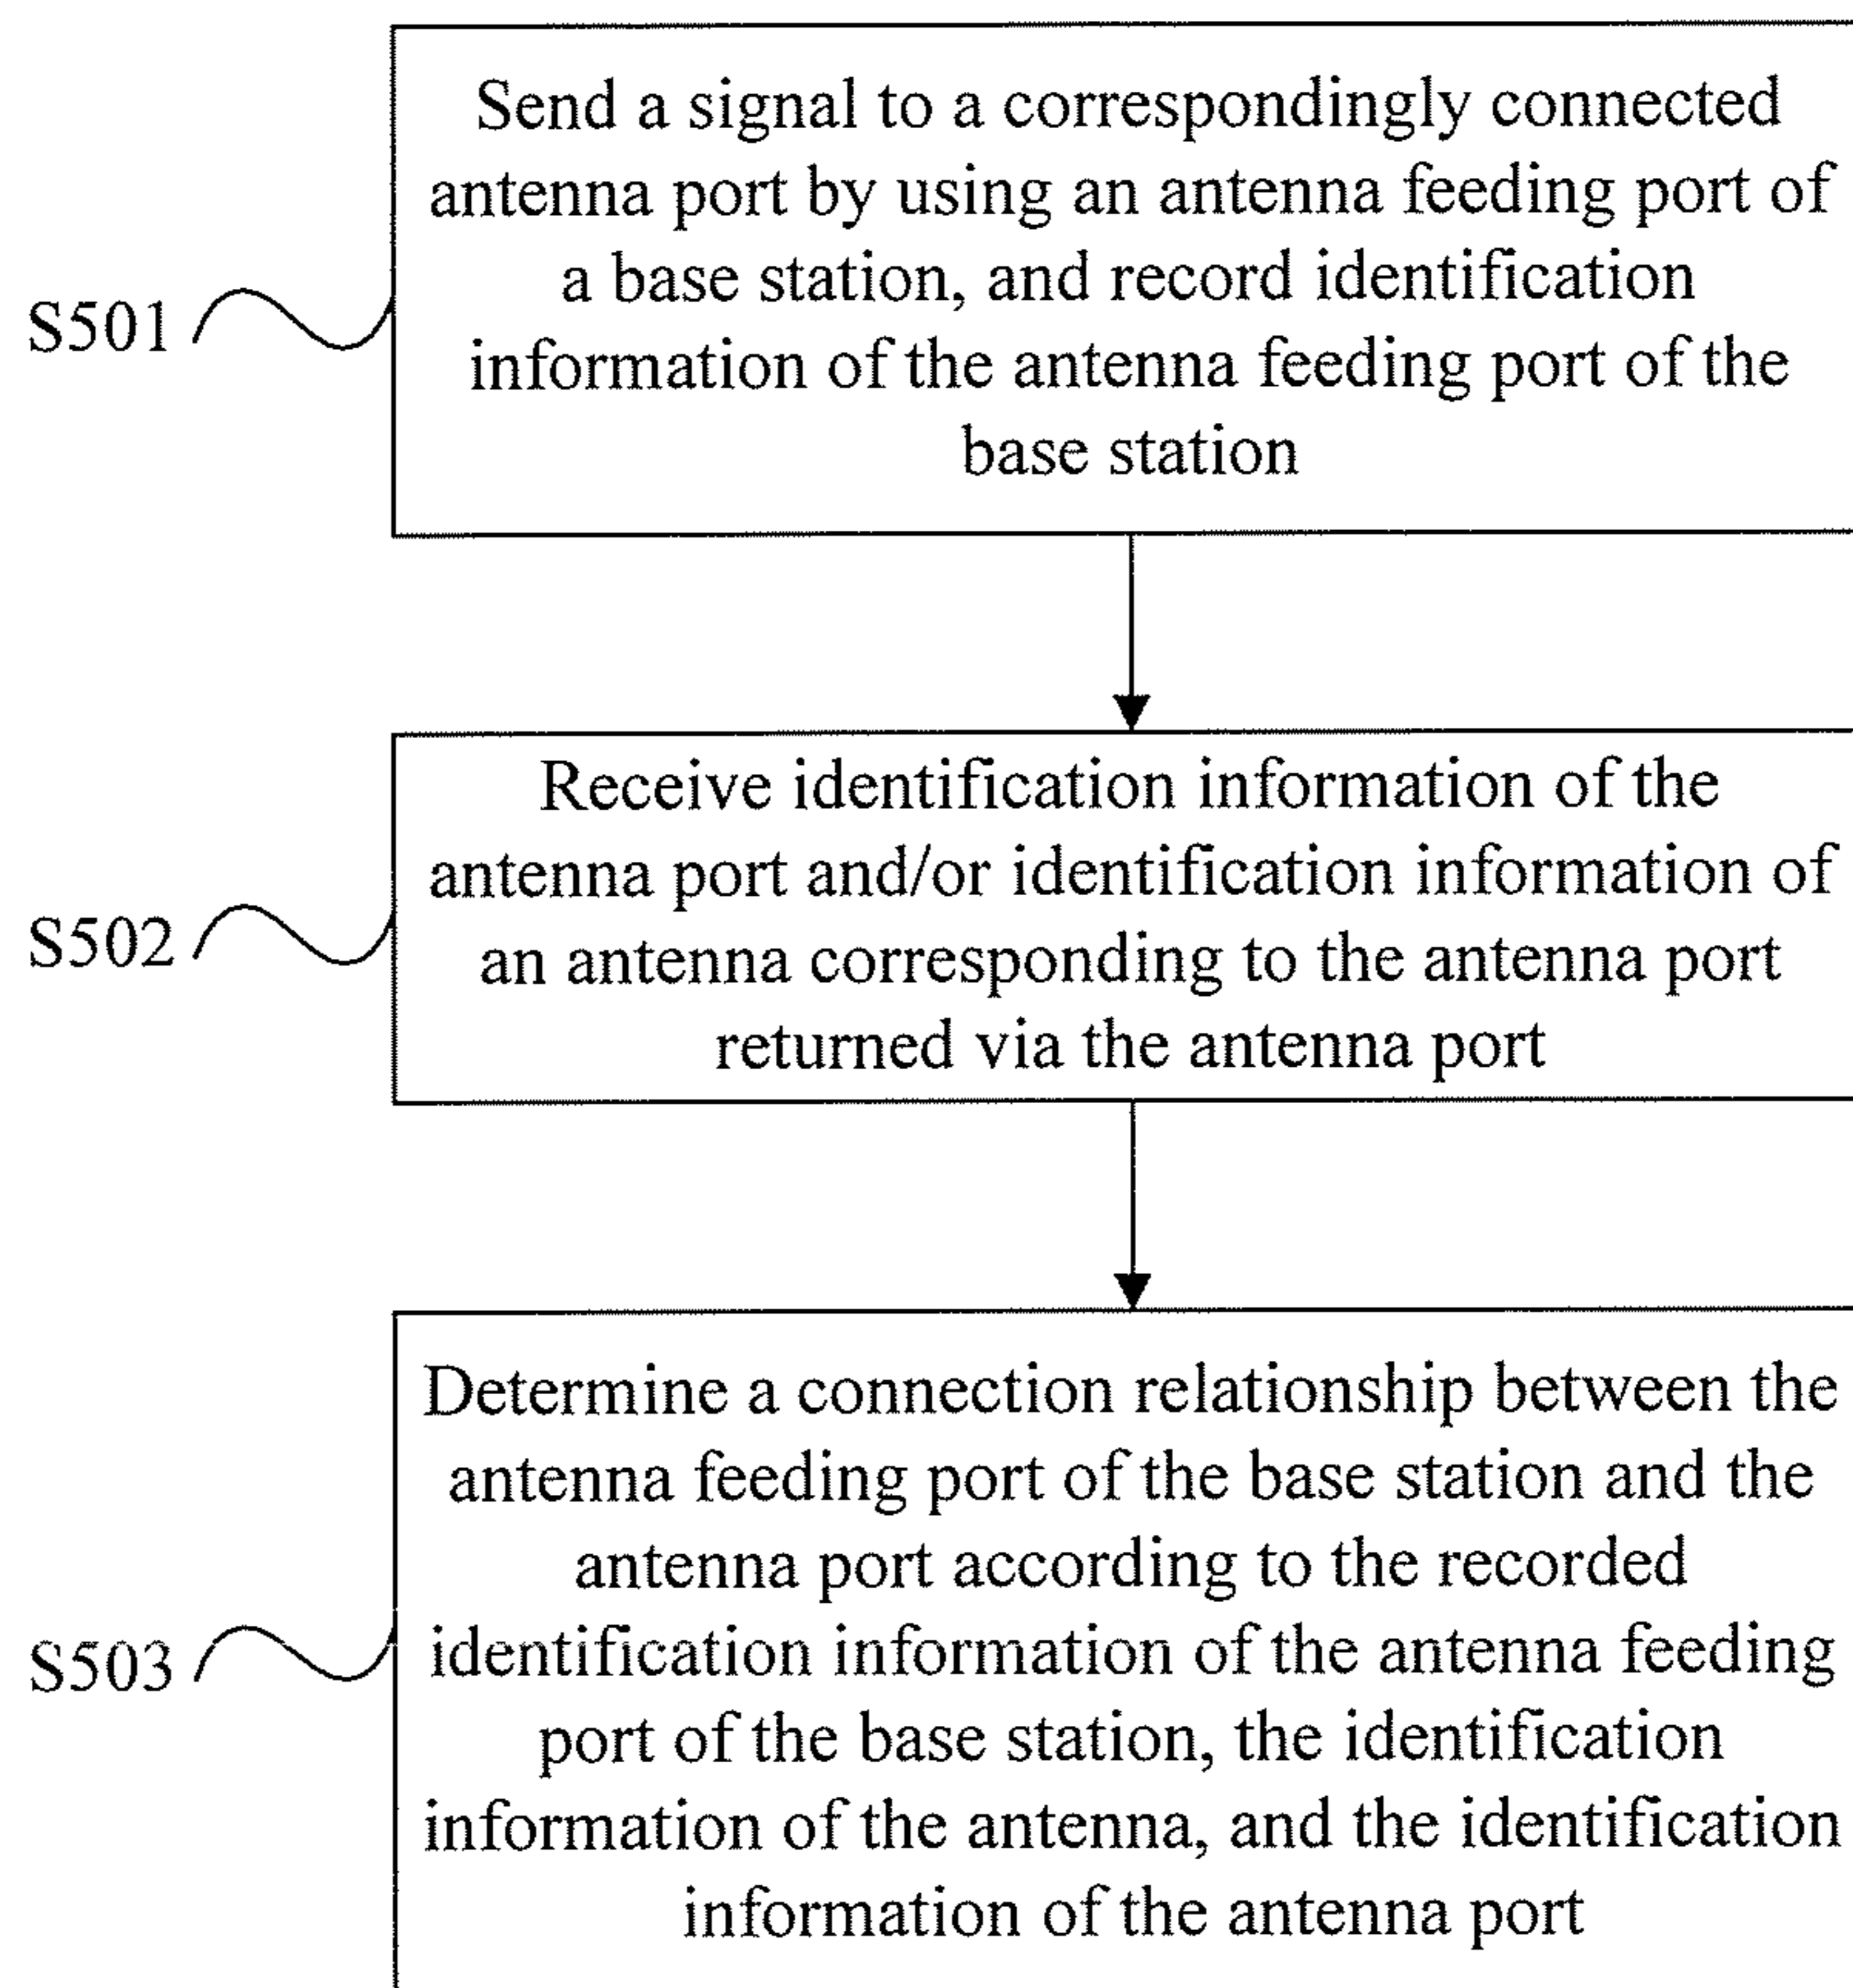 Send a signal to a correspondingly connected
antenna port by using an antenna feeding port of
a base station, and record identification
information of the antenna feeding port of the
base station
S501
Receive identification information of the
antenna port and/or identification information of
an antenna corresponding to the antenna port
returned via the antenna port
S502
Determine a connection relationship between the
antenna feeding port of the base station and the
antenna port according to the recorded
identification information of the antenna feeding
port of the base station, the identification
information of the antenna, and the identification
information of the antenna port
S503